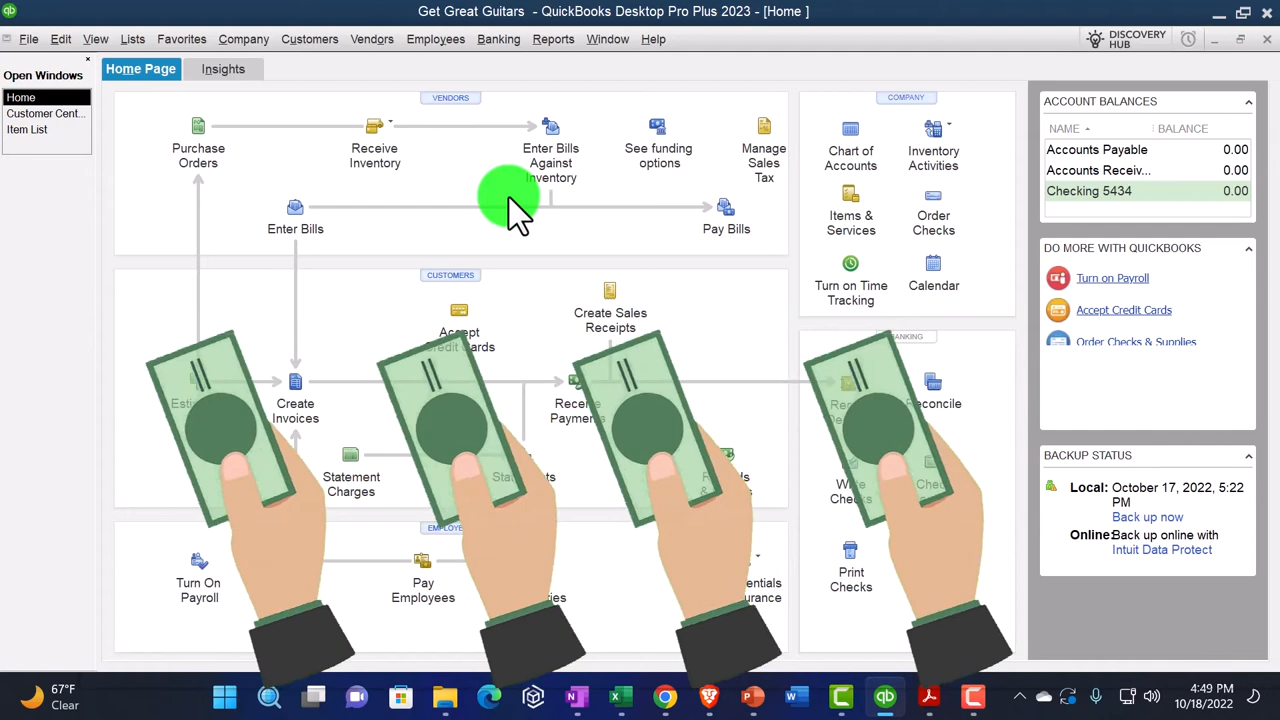 Get Great Guitars - QuickBooks Desktop Pro Plus 2023 - [Home ]
File Edit View Lists Favorites Company Customers Vendors Employees Banking Reports Window Help
DISCOVERY
HUB
Open Windows
Home
Customer Cent...
Item List
Home Page
Insights
VENDORS
Purchase
Orders
Receive
Inventory
Enter Bills
Against
Inventory
See funding
options
Manage
Sales
Tax
Enter Bills
Pay Bills
CUSTOMERS
Accept
Credit Cards
Create Sales
Receipts
Create
Invoices
Receive
Payments
Statement
Charges
Turn On
Payroll
Pay
Employees
COMPANY
Chart of
Accounts
Inventory
Activities
Items &
Services
Order
Checks
Turn on Time
Tracking
Calendar
BANKING
Reconcile
Write
Checks
Print
Checks
ACCOUNT BALANCES
NAME BALANCE
Accounts Payable 0.00
Accounts Receiv... 0.00
Checking 5434 0.00
DO MORE WITH QUICKBOOKS
Turn on Payroll
Accept Credit Cards
Order Checks & Supplies
BACKUP STATUS
Local: October 17, 2022, 5:22
PM
Back up now
Online: Back up online with
Intuit Data Protect
67°F
Clear
4:49 PM
10/18/2022